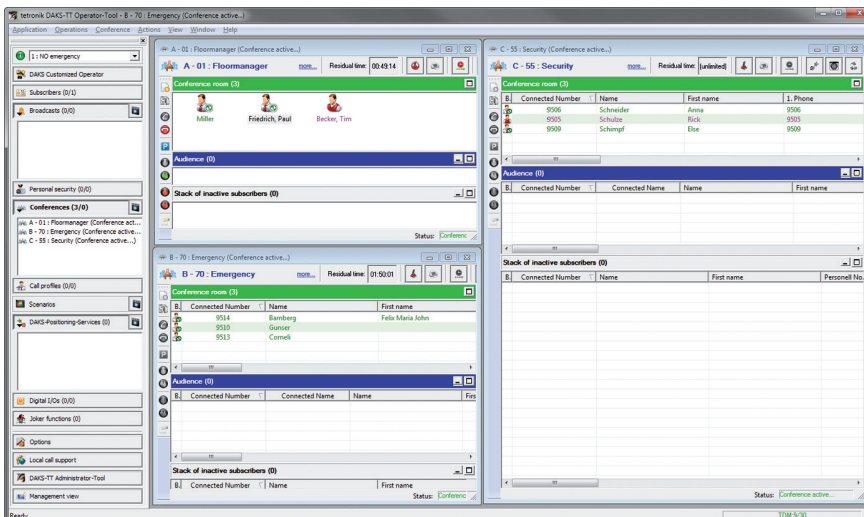 tetronik DAKS-TT Operator-Tool - B - 70 : Emergency (Conference active...)
Application Operations Conference Actions View Window Help
1 : NO emergency
DAKS Customized Operator
Subscribers (0/1)
Broadcasts (0/0)
Personal security (0/0)
Conferences (3/0)
A - 01 : Floormanager (Conference act...
B - 70 : Emergency (Conference active...
C - 55 : Security (Conference active...)
Call profiles (0/0)
Scenarios
DAKS-Positioning-Services (0)
Digital I/Os (0/0)
Joker functions (0)
Options
Local call support
DAKS-TT Administrator-Tool
Management view
Ready
A - 01 : Floormanager (Conference active...)
A - 01 : Floormanager more... Residual time: 00:49:14
Conference room (3)
Miller Friedrich, Paul Becker, Tim
Audience (0)
Stack of inactive subscribers (0)
Status: Conferenc
B - 70 : Emergency (Conference active...)
B - 70 : Emergency more... Residual time: 01:50:01
Conference room (3)
B. Connected Number Name First name
9514 Bamberg Felix Maria John
9510 Gunser
9513 Corneli
Audience (0)
B. Connected Number Connected Name Name Firs
Stack of inactive subscribers (0)
B. Connected Number Name First name
Status: Conferenc
C - 55 : Security (Conference active...)
C - 55 : Security more... Residual time: [unlimited]
Conference room (3)
B. Connected Number Name First name 1. Phone
9506 Schneider Anna 9506
9505 Schulze Rick 9505
9509 Schimpf Else 9509
Audience (0)
B. Connected Number Connected Name Name First name
Stack of inactive subscribers (0)
B. Connected Number Name First name Personell No.
Status: Conference active...
TDM:9/30